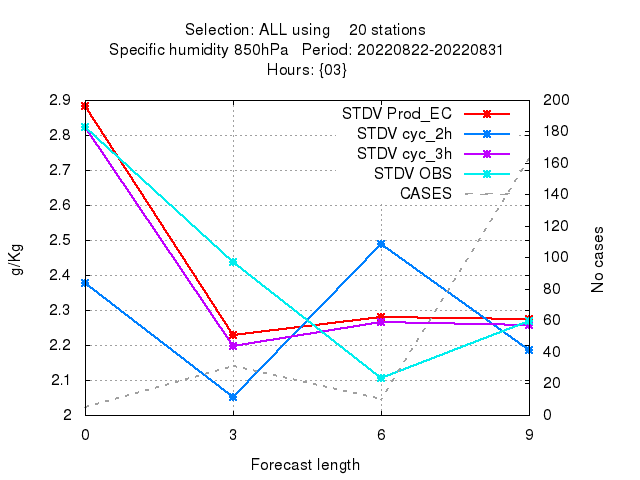 Selection: ALL using    20 stations
Specific humidity 850hPa   Period: 20220822-20220831
Hours: {03}
STDV Prod_EC
STDV cyc_2h
STDV cyc_3h
STDV OBS
CASES
2.9
2.8
2.7
2.6
2.5
2.4
2.3
2.2
2.1
2
g/Kg
200
180
160
140
120
100
80
60
40
20
0
No cases
0 3 6 9
Forecast length